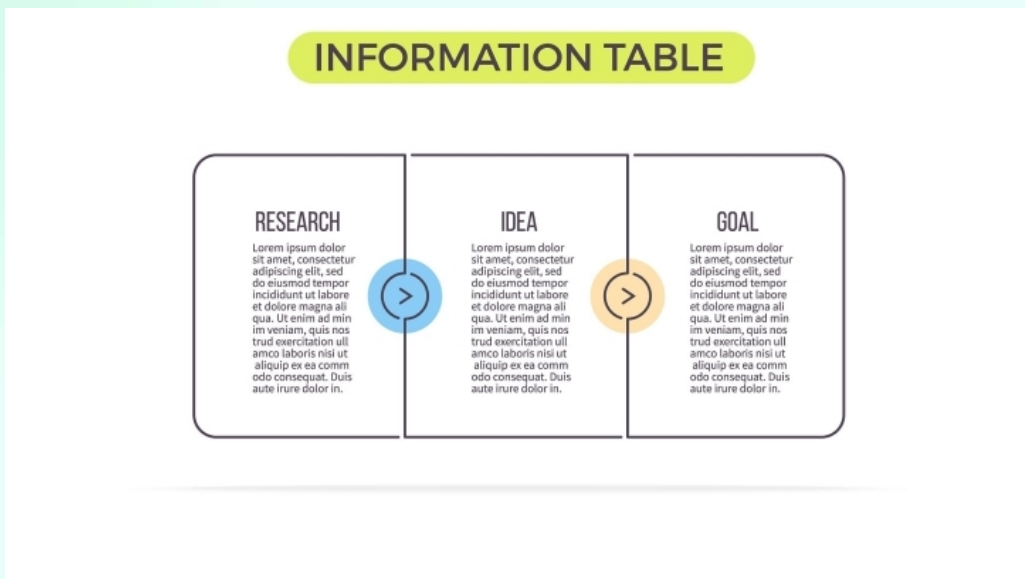 INFORMATION TABLE
RESEARCH
Lorem ipsum dolor
sit amet, consectetur
adipiscing elit, sed
do eiusmod tempor
incididunt ut labore
et dolore magna ali
qua. Ut enim ad min
im veniam, quis nos
trud exercitation ull
amco laboris nisi ut
aliquip ex ea comm
odo consequat. Duis
aute irure dolor in.
IDEA
Lorem ipsum dolor
sit amet, consectetur
adipiscing elit, sed
do eiusmod tempor
incididunt ut labore
et dolore magna ali
qua. Ut enim ad min
im veniam, quis nos
trud exercitation ull
amco laboris nisi ut
aliquip ex ea comm
odo consequat. Duis
aute irure dolor in.
GOAL
Lorem ipsum dolor
sit amet, consectetur
adipiscing elit, sed
do eiusmod tempor
incididunt ut labore
et dolore magna ali
qua. Ut enim ad min
im veniam, quis nos
trud exercitation ull
amco laboris nisi ut
aliquip ex ea comm
odo consequat. Duis
aute irure dolor in.